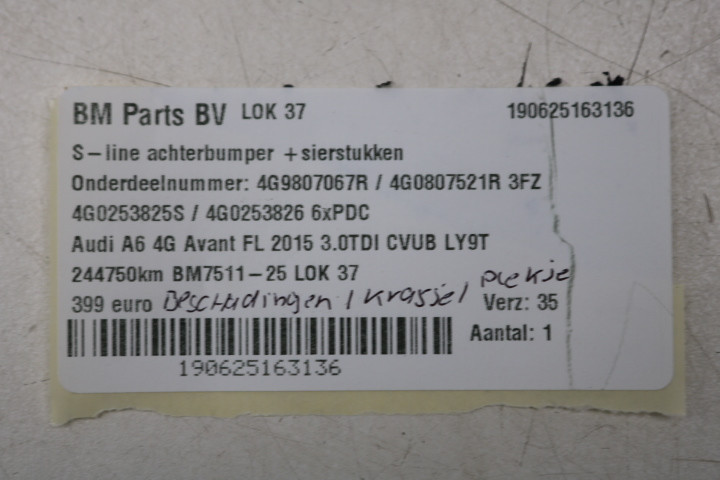 BM Parts BV LOK 37 190625163136
S-line achterbumper +sierstukken
Onderdeelnummer: 4G9807067R / 4G0807521R 3FZ
4G0253825S / 4G0253826 6xPDC
Audi A6 4G Avant FL 2015 3.0TDI CVUB LY9T
244750km BM7511-25 LOK 37
399 euro Beschadingen / krassje / plekje Verz: 35
Aantal: 1
190625163136